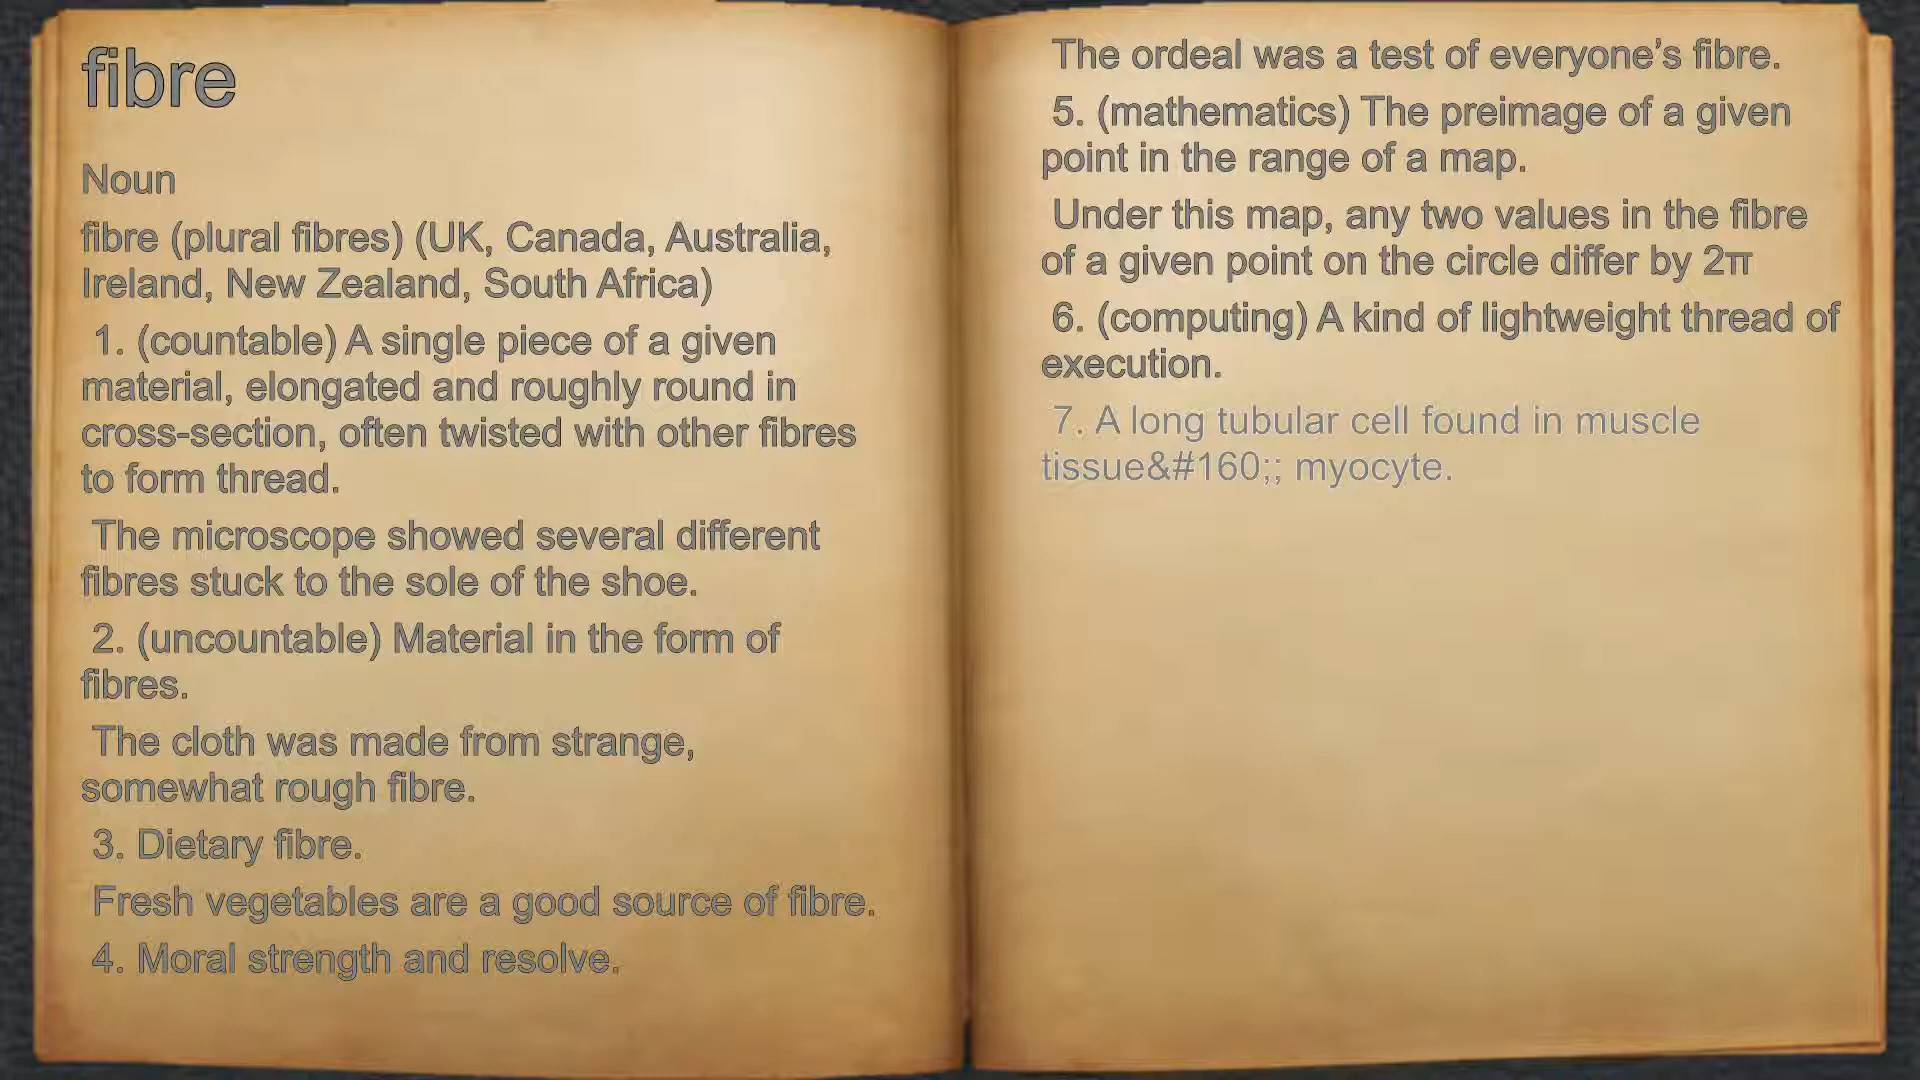 fibre
Noun
fibre (plural fibres) (UK, Canada, Australia,
Ireland, New Zealand, South Africa)
1. (countable) A single piece of a given
material, elongated and roughly round in
cross-section, often twisted with other fibres
to form thread.
The microscope showed several different
fibres stuck to the sole of the shoe.
2. (uncountable) Material in the form of
fibres.
The cloth was made from strange,
somewhat rough fibre.
3. Dietary fibre.
Fresh vegetables are a good source of fibre.
4. Moral strength and resolve.
The ordeal was a test of everyone’s fibre.
5. (mathematics) The preimage of a given
point in the range of a map.
Under this map, any two values in the fibre
of a given point on the circle differ by 2π
6. (computing) A kind of lightweight thread of
execution.
7. A long tubular cell found in muscle
tissue&#160;; myocyte.